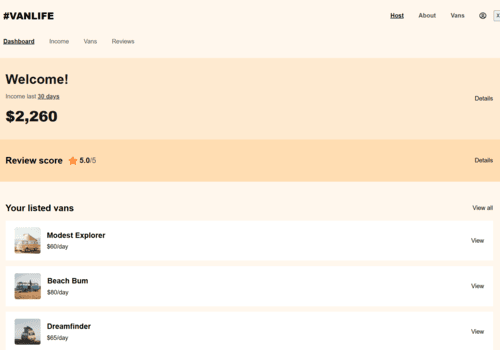 #VANLIFE
Host About Vans X
Dashboard Income Vans Reviews
Welcome!
Income last 30 days
Details
$2,260
Review score 5.0/5
Details
Your listed vans
View all
Modest Explorer
$60/day
View
Beach Bum
$80/day
View
Dreamfinder
$65/day
View